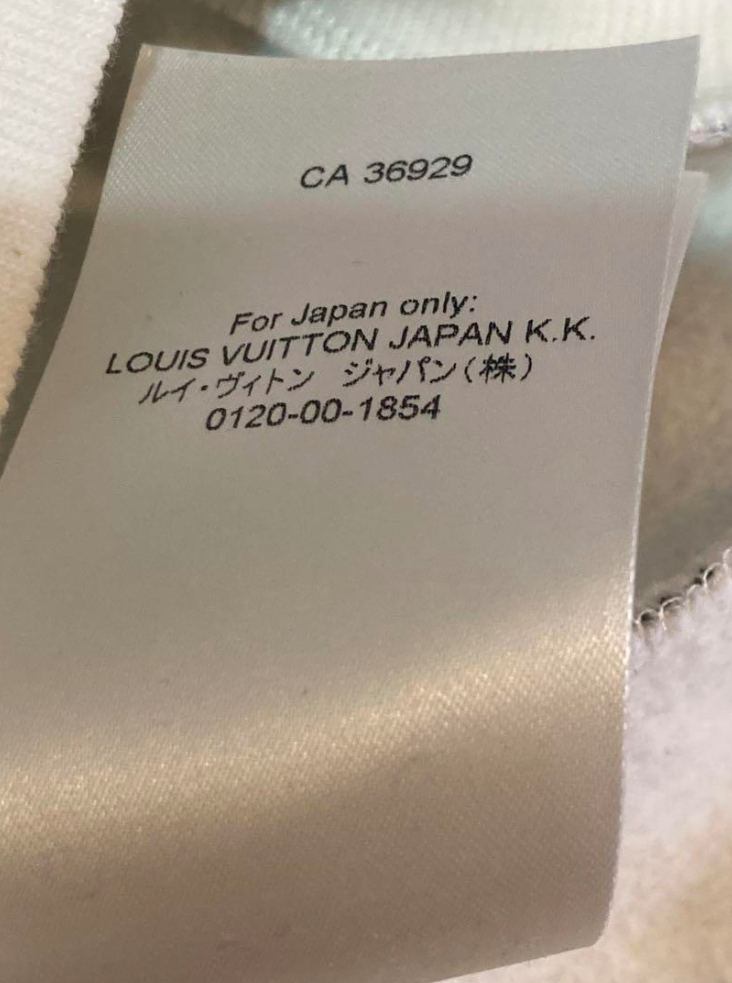 CA 36929
For Japan only:
LOUIS VUITTON JAPAN K.K.
ルイ・ヴィトン ジャパン(株)
0120-00-1854